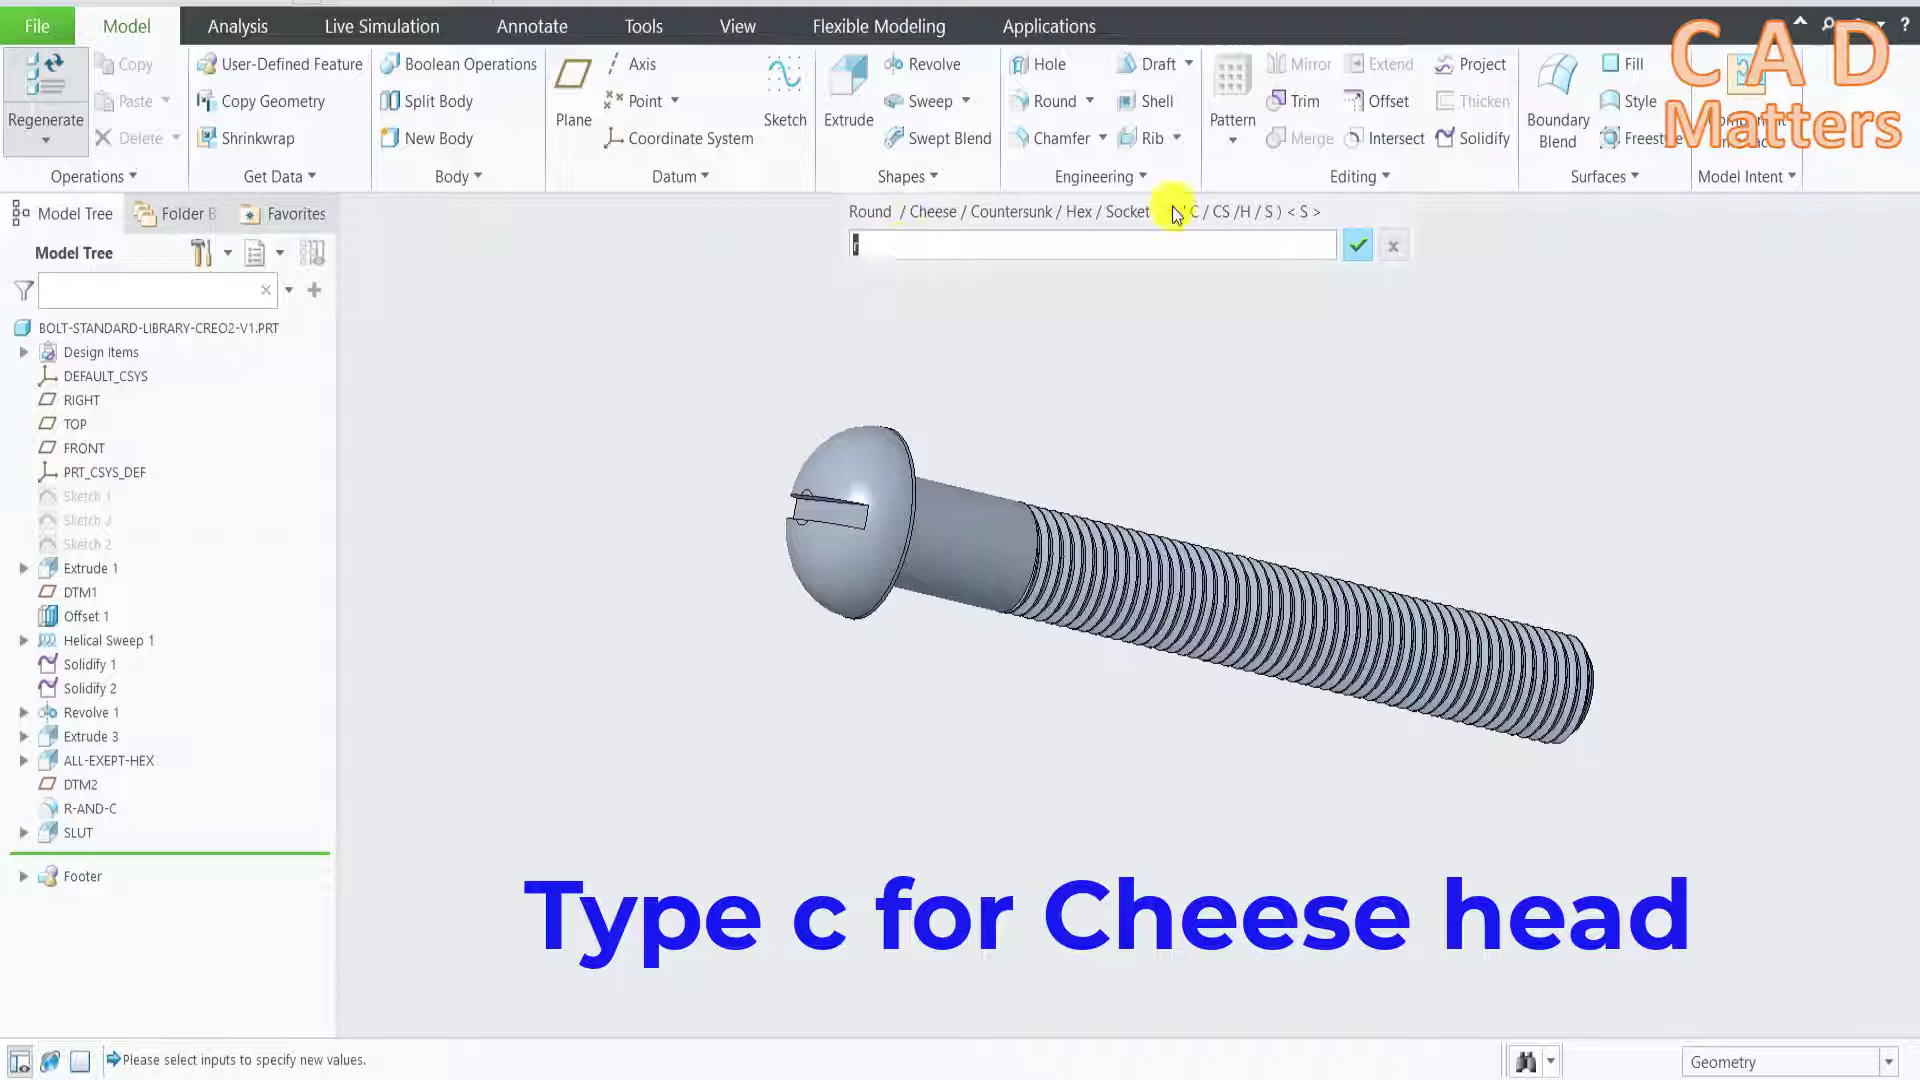 File Model Analysis Live Simulation Annotate Tools View Flexible Modeling Applications
Regenerate
Copy
Paste
Delete
Operations
User-Defined Feature
Copy Geometry
Shrinkwrap
Get Data
Boolean Operations
Split Body
New Body
Body
Plane
Axis
Point
Coordinate System
Sketch
Datum
Extrude
Revolve
Sweep
Swept Blend
Shapes
Hole
Round
Chamfer
Draft
Shell
Rib
Engineering
Pattern
Mirror
Trim
Merge
Extend
Offset
Intersect
Project
Thicken
Solidify
Editing
Boundary
Blend
Fill
Style
Surfaces
Model Intent
CAD
Matters
Model Tree
Folder B
Favorites
Model Tree
BOLT-STANDARD-LIBRARY-CREO2-V1.PRT
Design Items
DEFAULT_CSYS
RIGHT
TOP
FRONT
PRT_CSYS_DEF
Sketch 1
Sketch 2
Extrude 1
DTM1
Offset 1
Helical Sweep 1
Solidify 1
Solidify 2
Revolve 1
Extrude 3
ALL-EXEPT-HEX
DTM2
R-AND-C
SLUT
Footer
Round / Cheese / Countersunk / Hex / Socket C / CS /H / S ) < S >
r
Type c for Cheese head
Please select inputs to specify new values.
Geometry